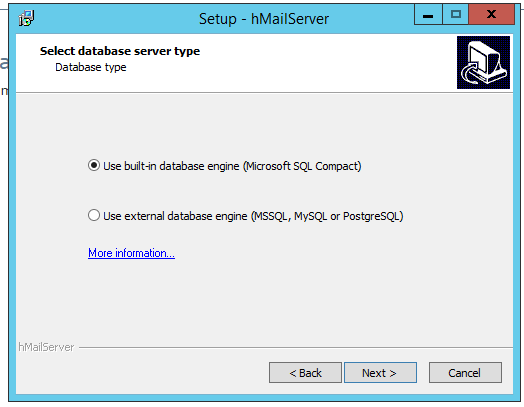 Setup - hMailServer
Select database server type
Database type
Use built-in database engine (Microsoft SQL Compact)
Use external database engine (MSSQL, MySQL or PostgreSQL)
More information...
hMailServer
< Back
Next >
Cancel